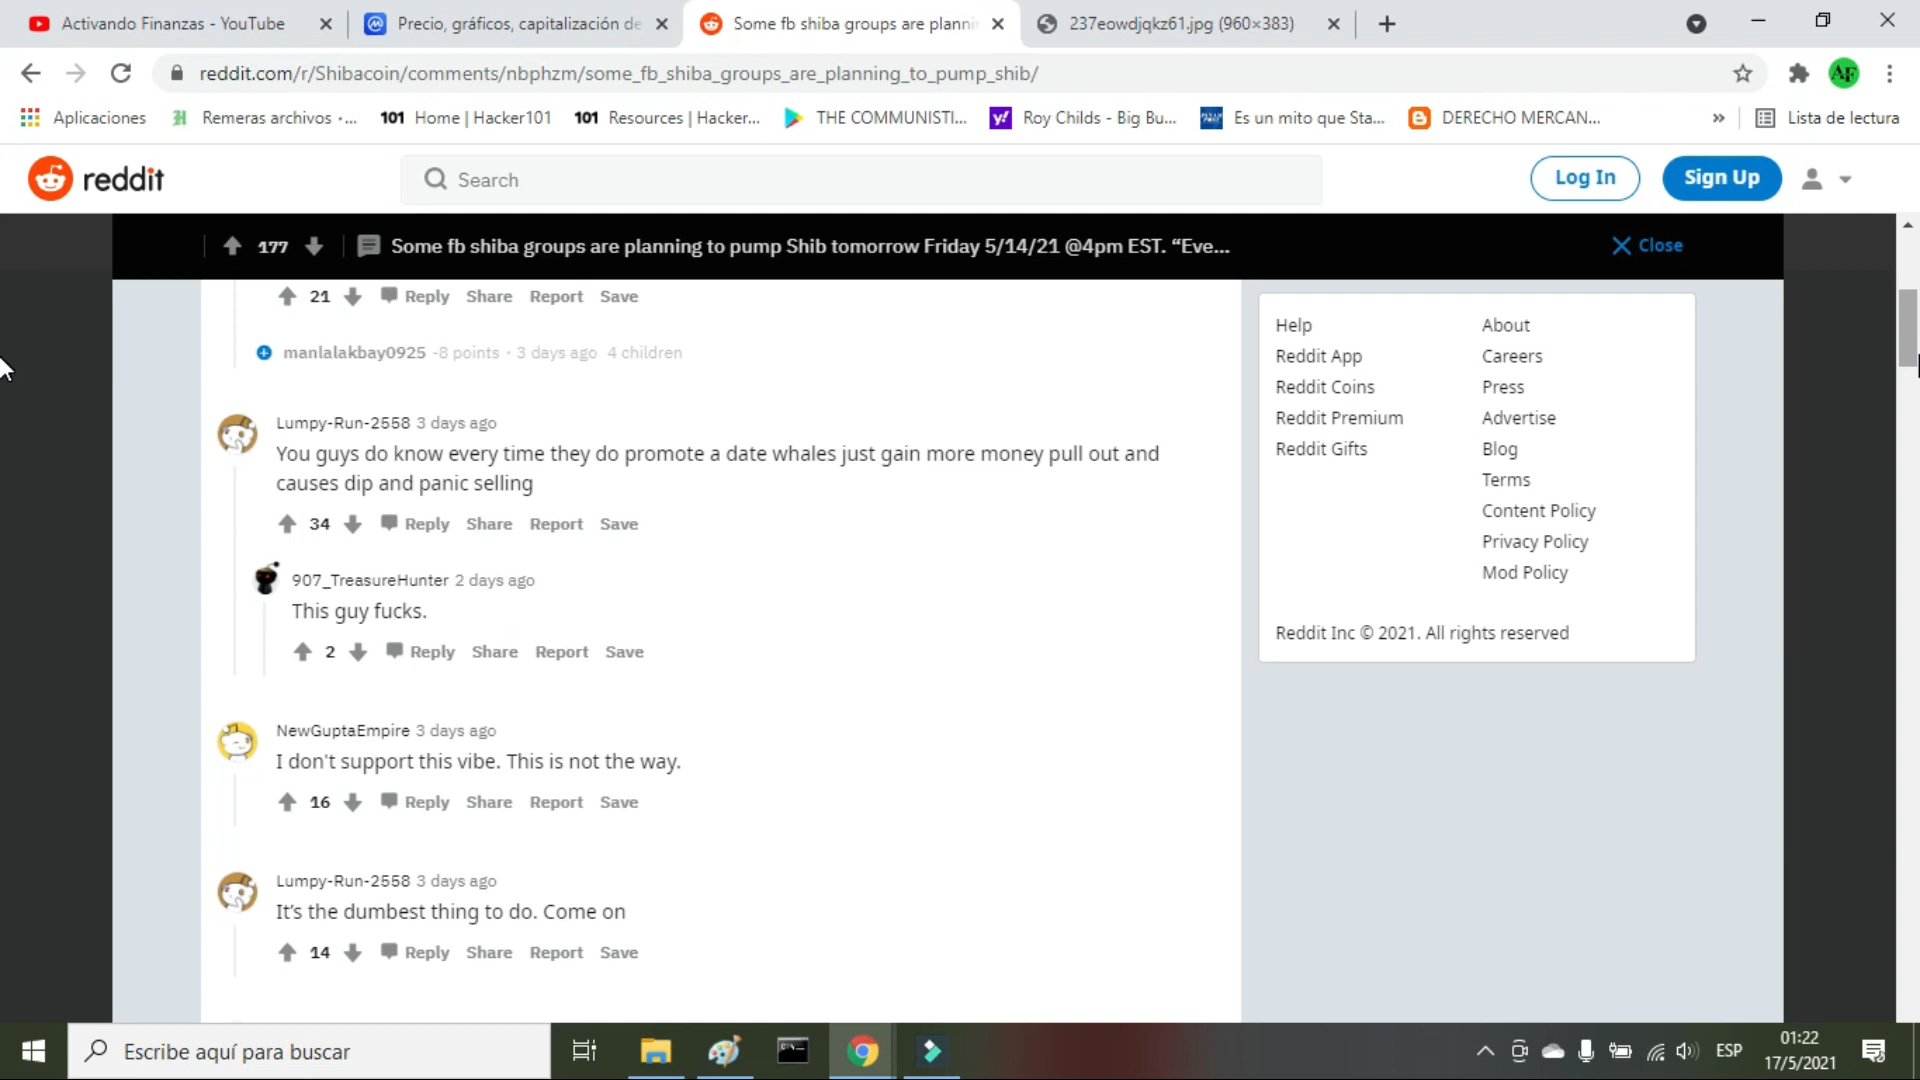 Activando Finanzas - YouTube
Precio, gráficos, capitalización de
Some fb shiba groups are plannin
237eowdjqkz61.jpg (960×383)
reddit.com/r/Shibacoin/comments/nbphzm/some_fb_shiba_groups_are_planning_to_pump_shib/
AF
Aplicaciones
Remeras archivos -...
101 Home | Hacker101
101 Resources | Hacker...
THE COMMUNISTI...
Roy Childs - Big Bu...
Es un mito que Sta...
DERECHO MERCAN...
»
Lista de lectura
reddit
Search
Log In
Sign Up
177
Some fb shiba groups are planning to pump Shib tomorrow Friday 5/14/21 @4pm EST. “Eve...
Close
21 Reply Share Report Save
manlalakbay0925 -8 points · 3 days ago 4 children
Lumpy-Run-2558 3 days ago
You guys do know every time they do promote a date whales just gain more money pull out and
causes dip and panic selling
34 Reply Share Report Save
907_TreasureHunter 2 days ago
This guy fucks.
2 Reply Share Report Save
NewGuptaEmpire 3 days ago
I don't support this vibe. This is not the way.
16 Reply Share Report Save
Lumpy-Run-2558 3 days ago
It’s the dumbest thing to do. Come on
14 Reply Share Report Save
Help
About
Reddit App
Careers
Reddit Coins
Press
Reddit Premium
Advertise
Reddit Gifts
Blog
Terms
Content Policy
Privacy Policy
Mod Policy
Reddit Inc © 2021. All rights reserved
Escribe aquí para buscar
ESP
01:22
17/5/2021